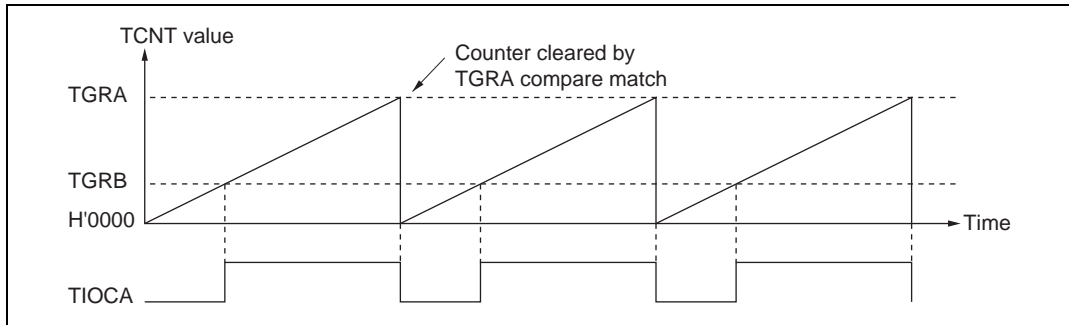 TCNT value
Counter cleared by
TGRA compare match
TGRA
TGRB
H'0000
Time
TIOCA